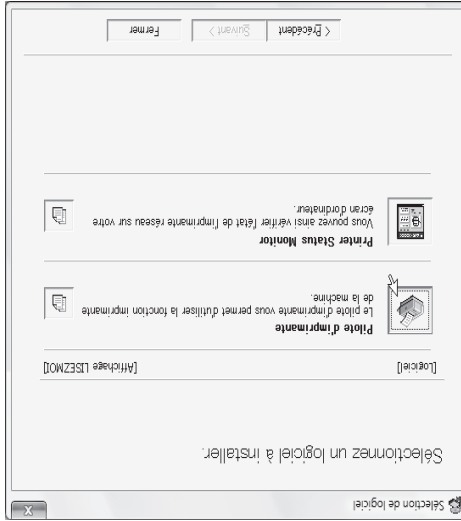 Sélection de logiciel
X
Sélectionnez un logiciel à installer.
[Logiciel] [Affichage LISEZMOI]
Pilote d'imprimante
Le pilote d'imprimante vous permet d'utiliser la fonction imprimante
de la machine.
Printer Status Monitor
Vous pouvez ainsi vérifier l'état de l'imprimante réseau sur votre
écran d'ordinateur.
< Précédent Suivant > Fermer